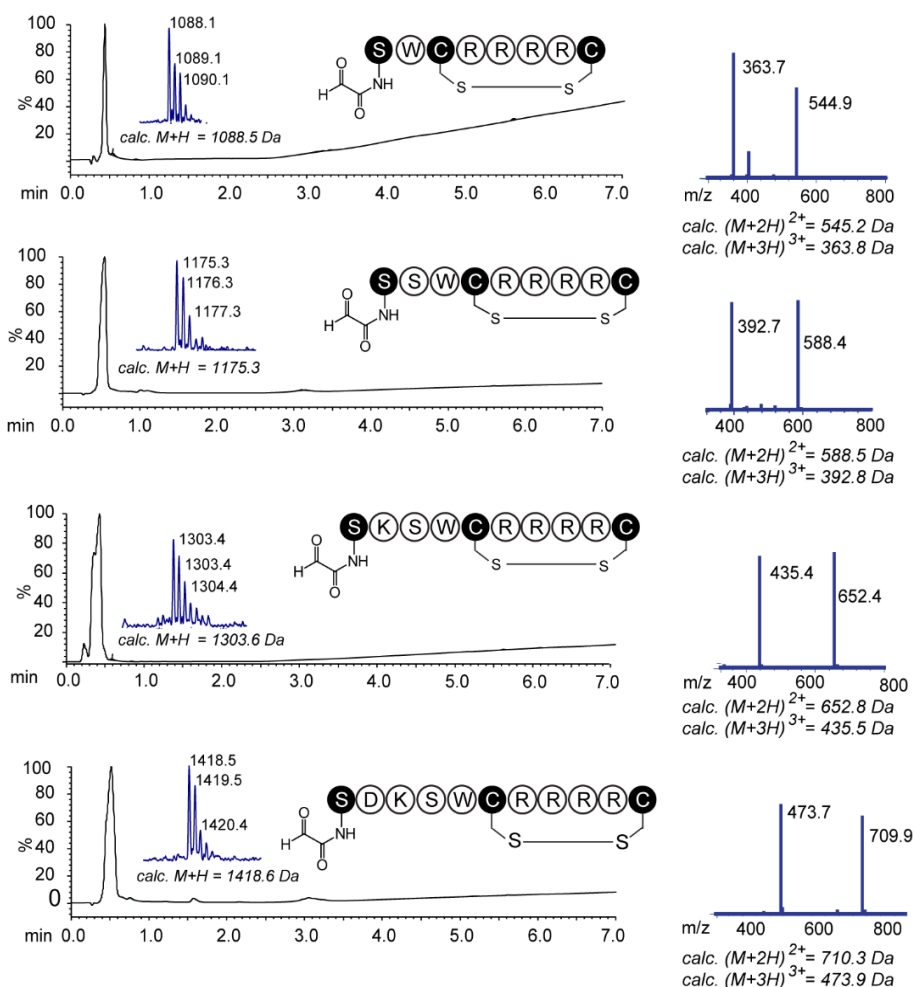 100
80
60
40
20
%
1088.1
1089.1
1090.1
calc. M+H = 1088.5 Da
S W C R R R R C
S S
NH
O
H
O
min 0.0 1.0 2.0 3.0 4.0 5.0 6.0 7.0
363.7
544.9
m/z 400 600 800
calc. (M+2H) 2+= 545.2 Da
calc. (M+3H) 3+= 363.8 Da
100
80
60
40
20
%
1175.3
1176.3
1177.3
calc. M+H = 1175.3
S S W C R R R R C
S S
NH
O
H
O
min 0.0 1.0 2.0 3.0 4.0 5.0 6.0 7.0
392.7
588.4
m/z 400 600 800
calc. (M+2H) 2+= 588.5 Da
calc. (M+3H) 3+= 392.8 Da
100
80
60
40
20
%
1303.4
1303.4
1304.4
calc. M+H = 1303.6 Da
S K S W C R R R R C
S S
NH
O
H
O
min 0.0 1.0 2.0 3.0 4.0 5.0 6.0 7.0
435.4
652.4
m/z 400 600 800
calc. (M+2H) 2+= 652.8 Da
calc. (M+3H) 3+= 435.5 Da
100
80
60
40
20
0
%
1418.5
1419.5
1420.4
calc. M+H = 1418.6 Da
S D K S W C R R R R C
S S
NH
O
H
O
min 0.0 1.0 2.0 3.0 4.0 5.0 6.0 7.0
473.7
709.9
m/z 400 600 800
calc. (M+2H) 2+= 710.3 Da
calc. (M+3H) 3+= 473.9 Da